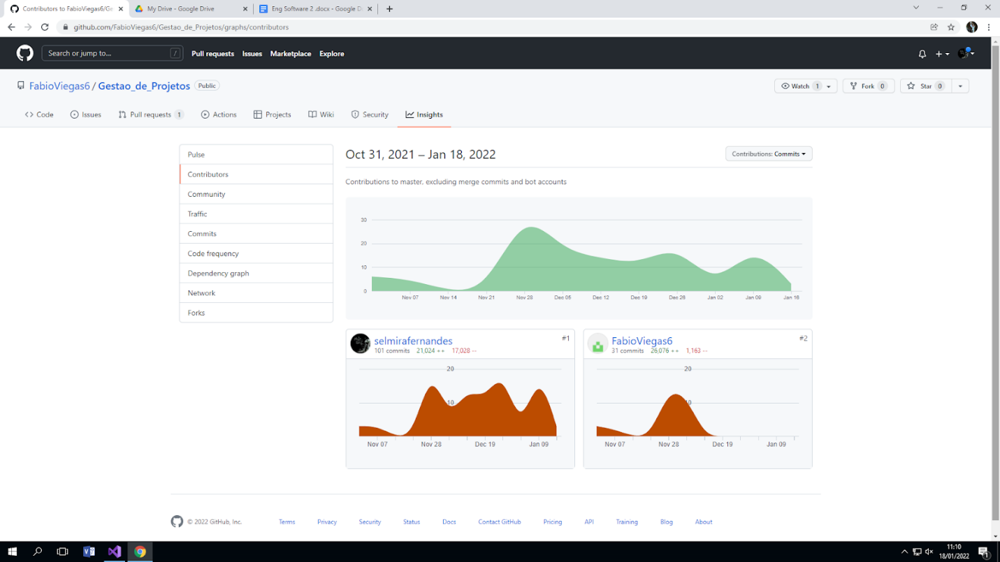 Contributors to FabioViegas6/Ge
My Drive - Google Drive
Eng Software 2 .docx - Google D
github.com/FabioViegas6/Gestao_de_Projetos/graphs/contributors
Search or jump to... /
Pull requests Issues Marketplace Explore
FabioViegas6 / Gestao_de_Projetos Public
Watch 1 Fork 0 Star 0
Code Issues Pull requests 1 Actions Projects Wiki Security Insights
Pulse
Contributors
Community
Traffic
Commits
Code frequency
Dependency graph
Network
Forks
Oct 31, 2021 – Jan 18, 2022
Contributions: Commits
Contributions to master, excluding merge commits and bot accounts
30
20
10
0
Nov 07 Nov 14 Nov 21 Nov 28 Dec 05 Dec 12 Dec 19 Dec 26 Jan 02 Jan 09 Jan 16
selmirafernandes #1
101 commits 21,024 ++ 17,028 --
20
10
Nov 07 Nov 28 Dec 19 Jan 09
FabioViegas6 #2
31 commits 26,076 ++ 1,163 --
20
10
Nov 07 Nov 28 Dec 19 Jan 09
© 2022 GitHub, Inc. Terms Privacy Security Status Docs Contact GitHub Pricing API Training Blog About
11:10
18/01/2022
1